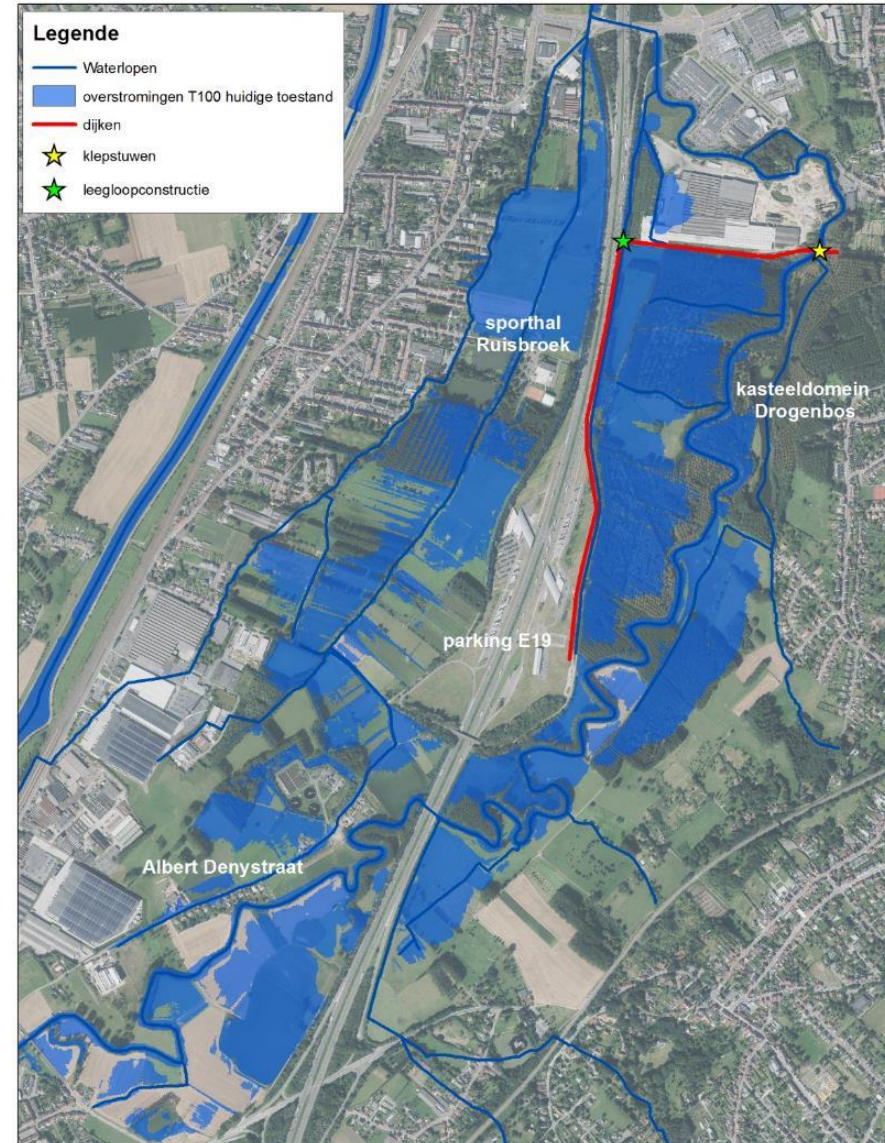 Legende
Waterlopen
overstromingen T100 huidige toestand
dijken
klepstuwen
leegloopconstructie
sporthal
Ruisbroek
kasteeldomein
Drogenbos
parking E19
Albert Denystraat